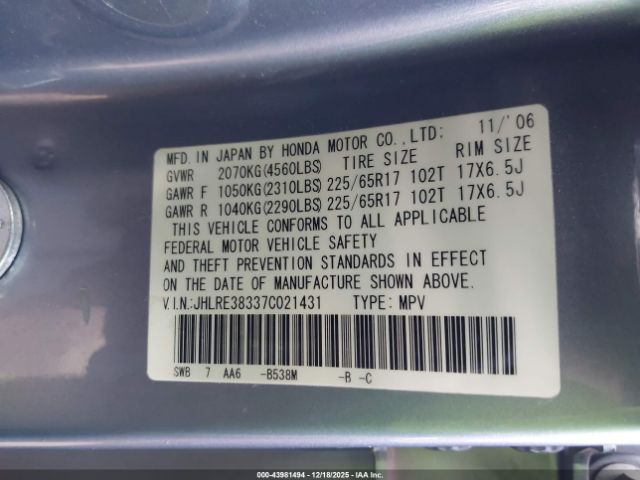 MFD. IN JAPAN BY HONDA MOTOR CO.,LTD: 11/'06
GVWR 2070KG(4560LBS) TIRE SIZE RIM SIZE
GAWR F 1050KG(2310LBS) 225/65R17 102T 17X6.5J
GAWR R 1040KG(2290LBS) 225/65R17 102T 17X6.5J
THIS VEHICLE CONFORMS TO ALL APPLICABLE
FEDERAL MOTOR VEHICLE SAFETY
AND THEFT PREVENTION STANDARDS IN EFFECT
ON THE DATE OF MANUFACTURE SHOWN ABOVE.
V.I.N:JHLRE38337C021431 TYPE: MPV
SWB 7 AA6 -B538M -B -C
000-43981494 - 12/18/2025 - IAA Inc.